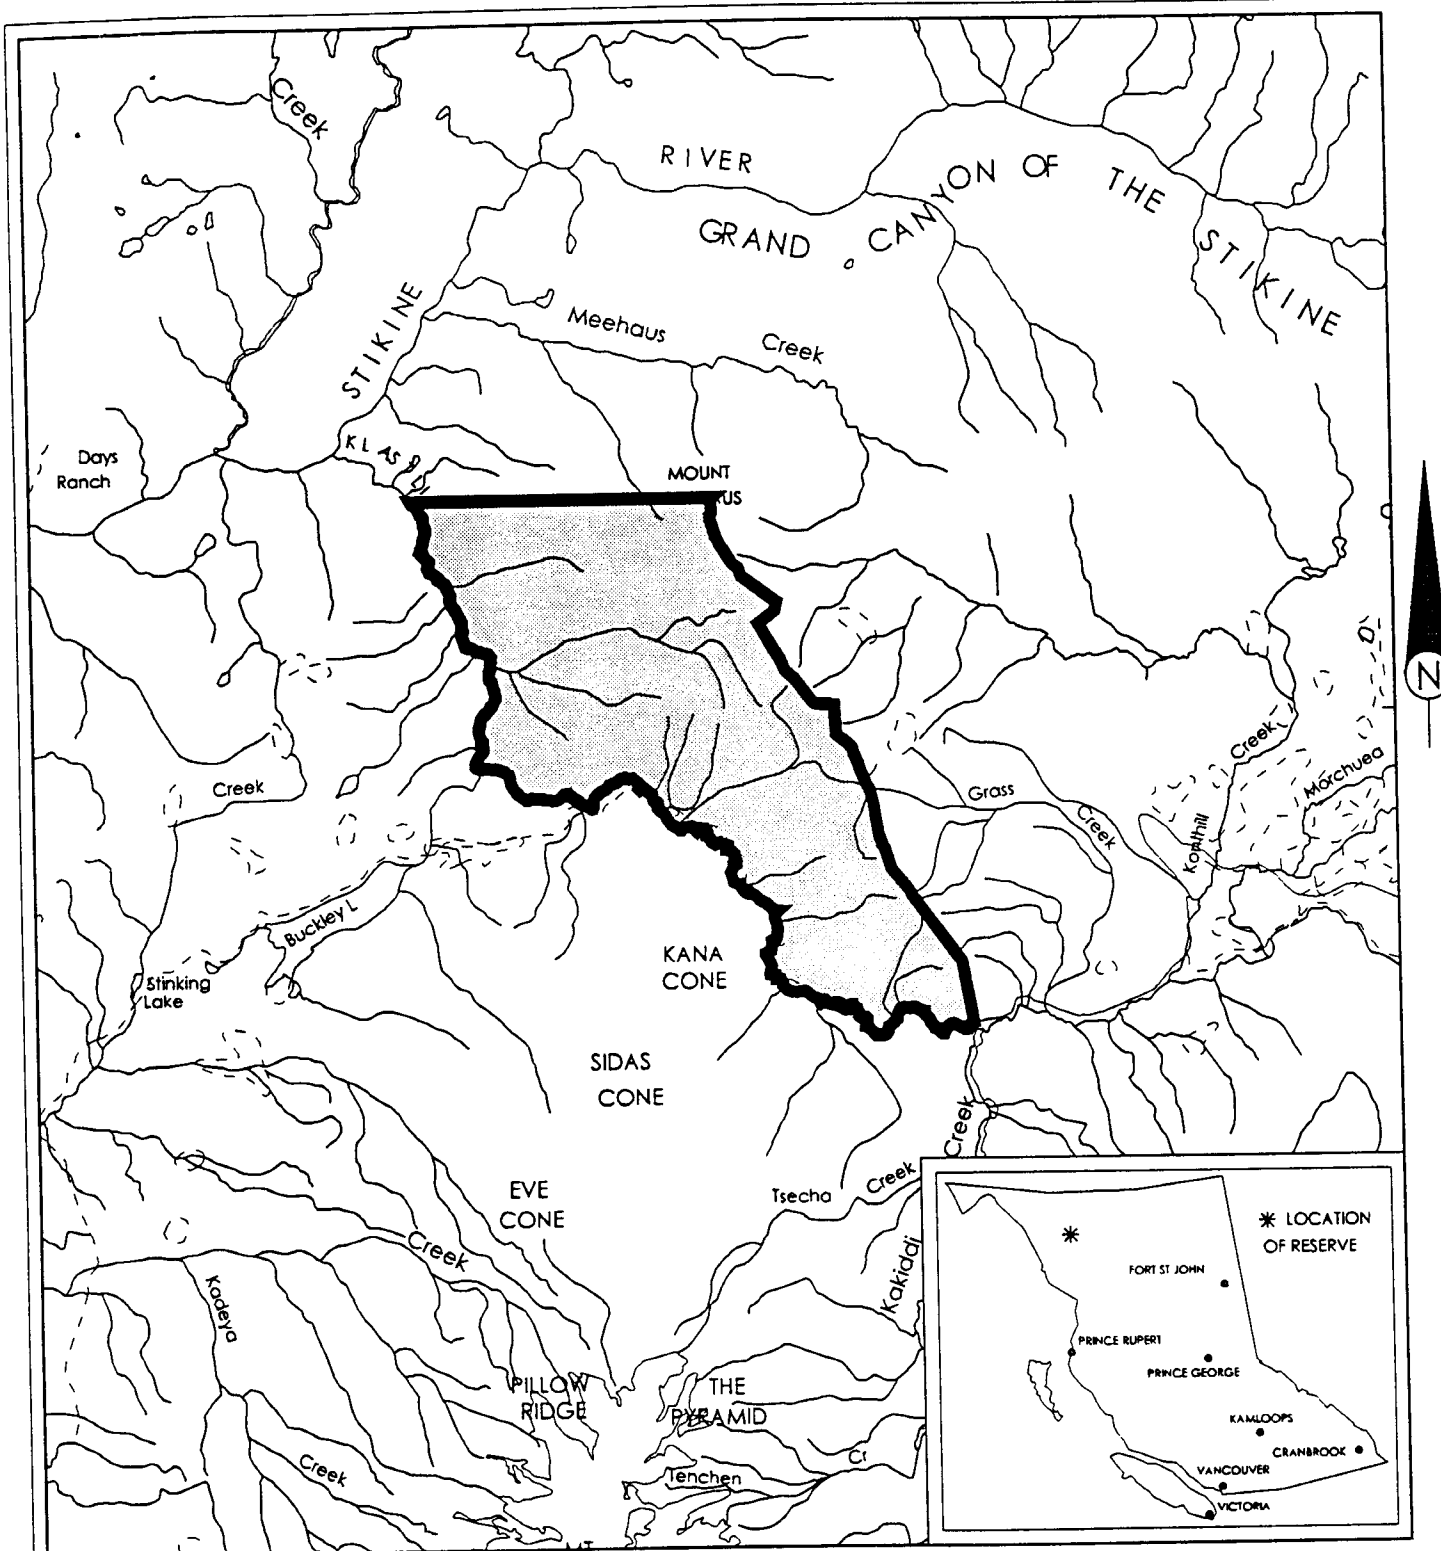 Creek
RIVER
GRAND CANYON OF THE STIKINE
STIKINE
Meehaus Creek
Days
Ranch
MOUNT
US
Creek
Creek
Morchuea
Grass
Creek
Buckley L
Stinking
Lake
KANA
CONE
SIDAS
CONE
Creek
EVE
CONE
Tsecha Creek
Creek
Kadeya
Kakiddi
PILLOW
RIDGE
THE
PYRAMID
Creek
Tenchen
Cr
N
LOCATION
OF RESERVE
FORT ST JOHN
PRINCE RUPERT
PRINCE GEORGE
KAMLOOPS
CRANBROOK
VANCOUVER
VICTORIA